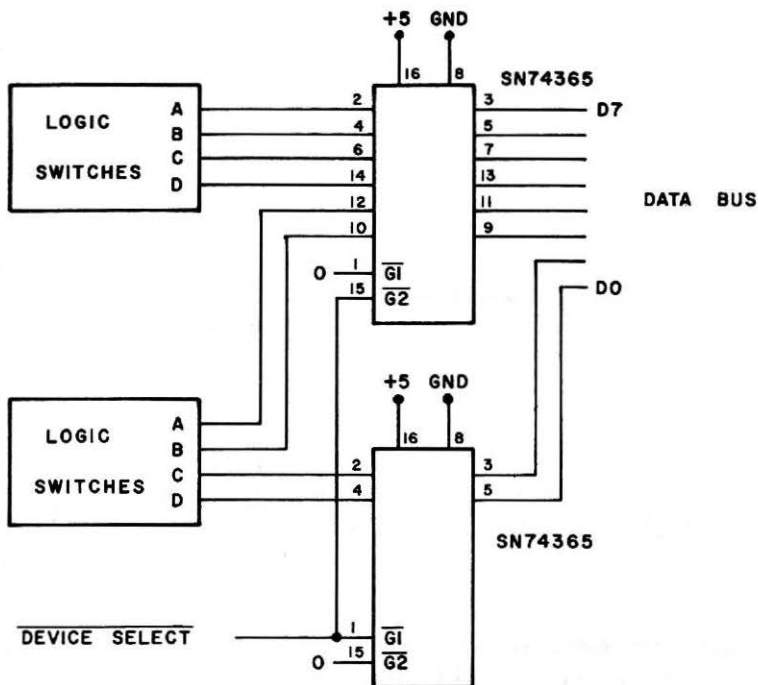 +5 GND
16 8 SN74365
LOGIC
SWITCHES
A
B
C
D
2
4
6
14
12
10
1
15
0
G1
G2
3
5
7
13
11
9
D7
DATA BUS
D0
+5 GND
16 8
LOGIC
SWITCHES
A
B
C
D
2
4
3
5
SN74365
DEVICE SELECT
1
15
0
G1
G2